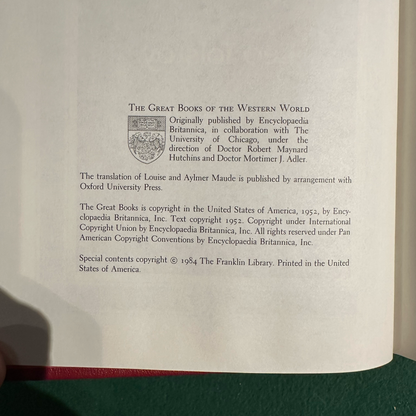 The Great Books of the Western World
Originally published by Encyclopaedia
Britannica, in collaboration with The
University of Chicago, under the
direction of Doctor Robert Maynard
Hutchins and Doctor Mortimer J. Adler.
The translation of Louise and Aylmer Maude is published by arrangement with
Oxford University Press.
The Great Books is copyright in the United States of America, 1952, by Ency-
clopaedia Britannica, Inc. Text copyright 1952. Copyright under International
Copyright Union by Encyclopaedia Britannica, Inc. All rights reserved under Pan
American Copyright Conventions by Encyclopaedia Britannica, Inc.
Special contents copyright © 1984 The Franklin Library. Printed in the United
States of America.